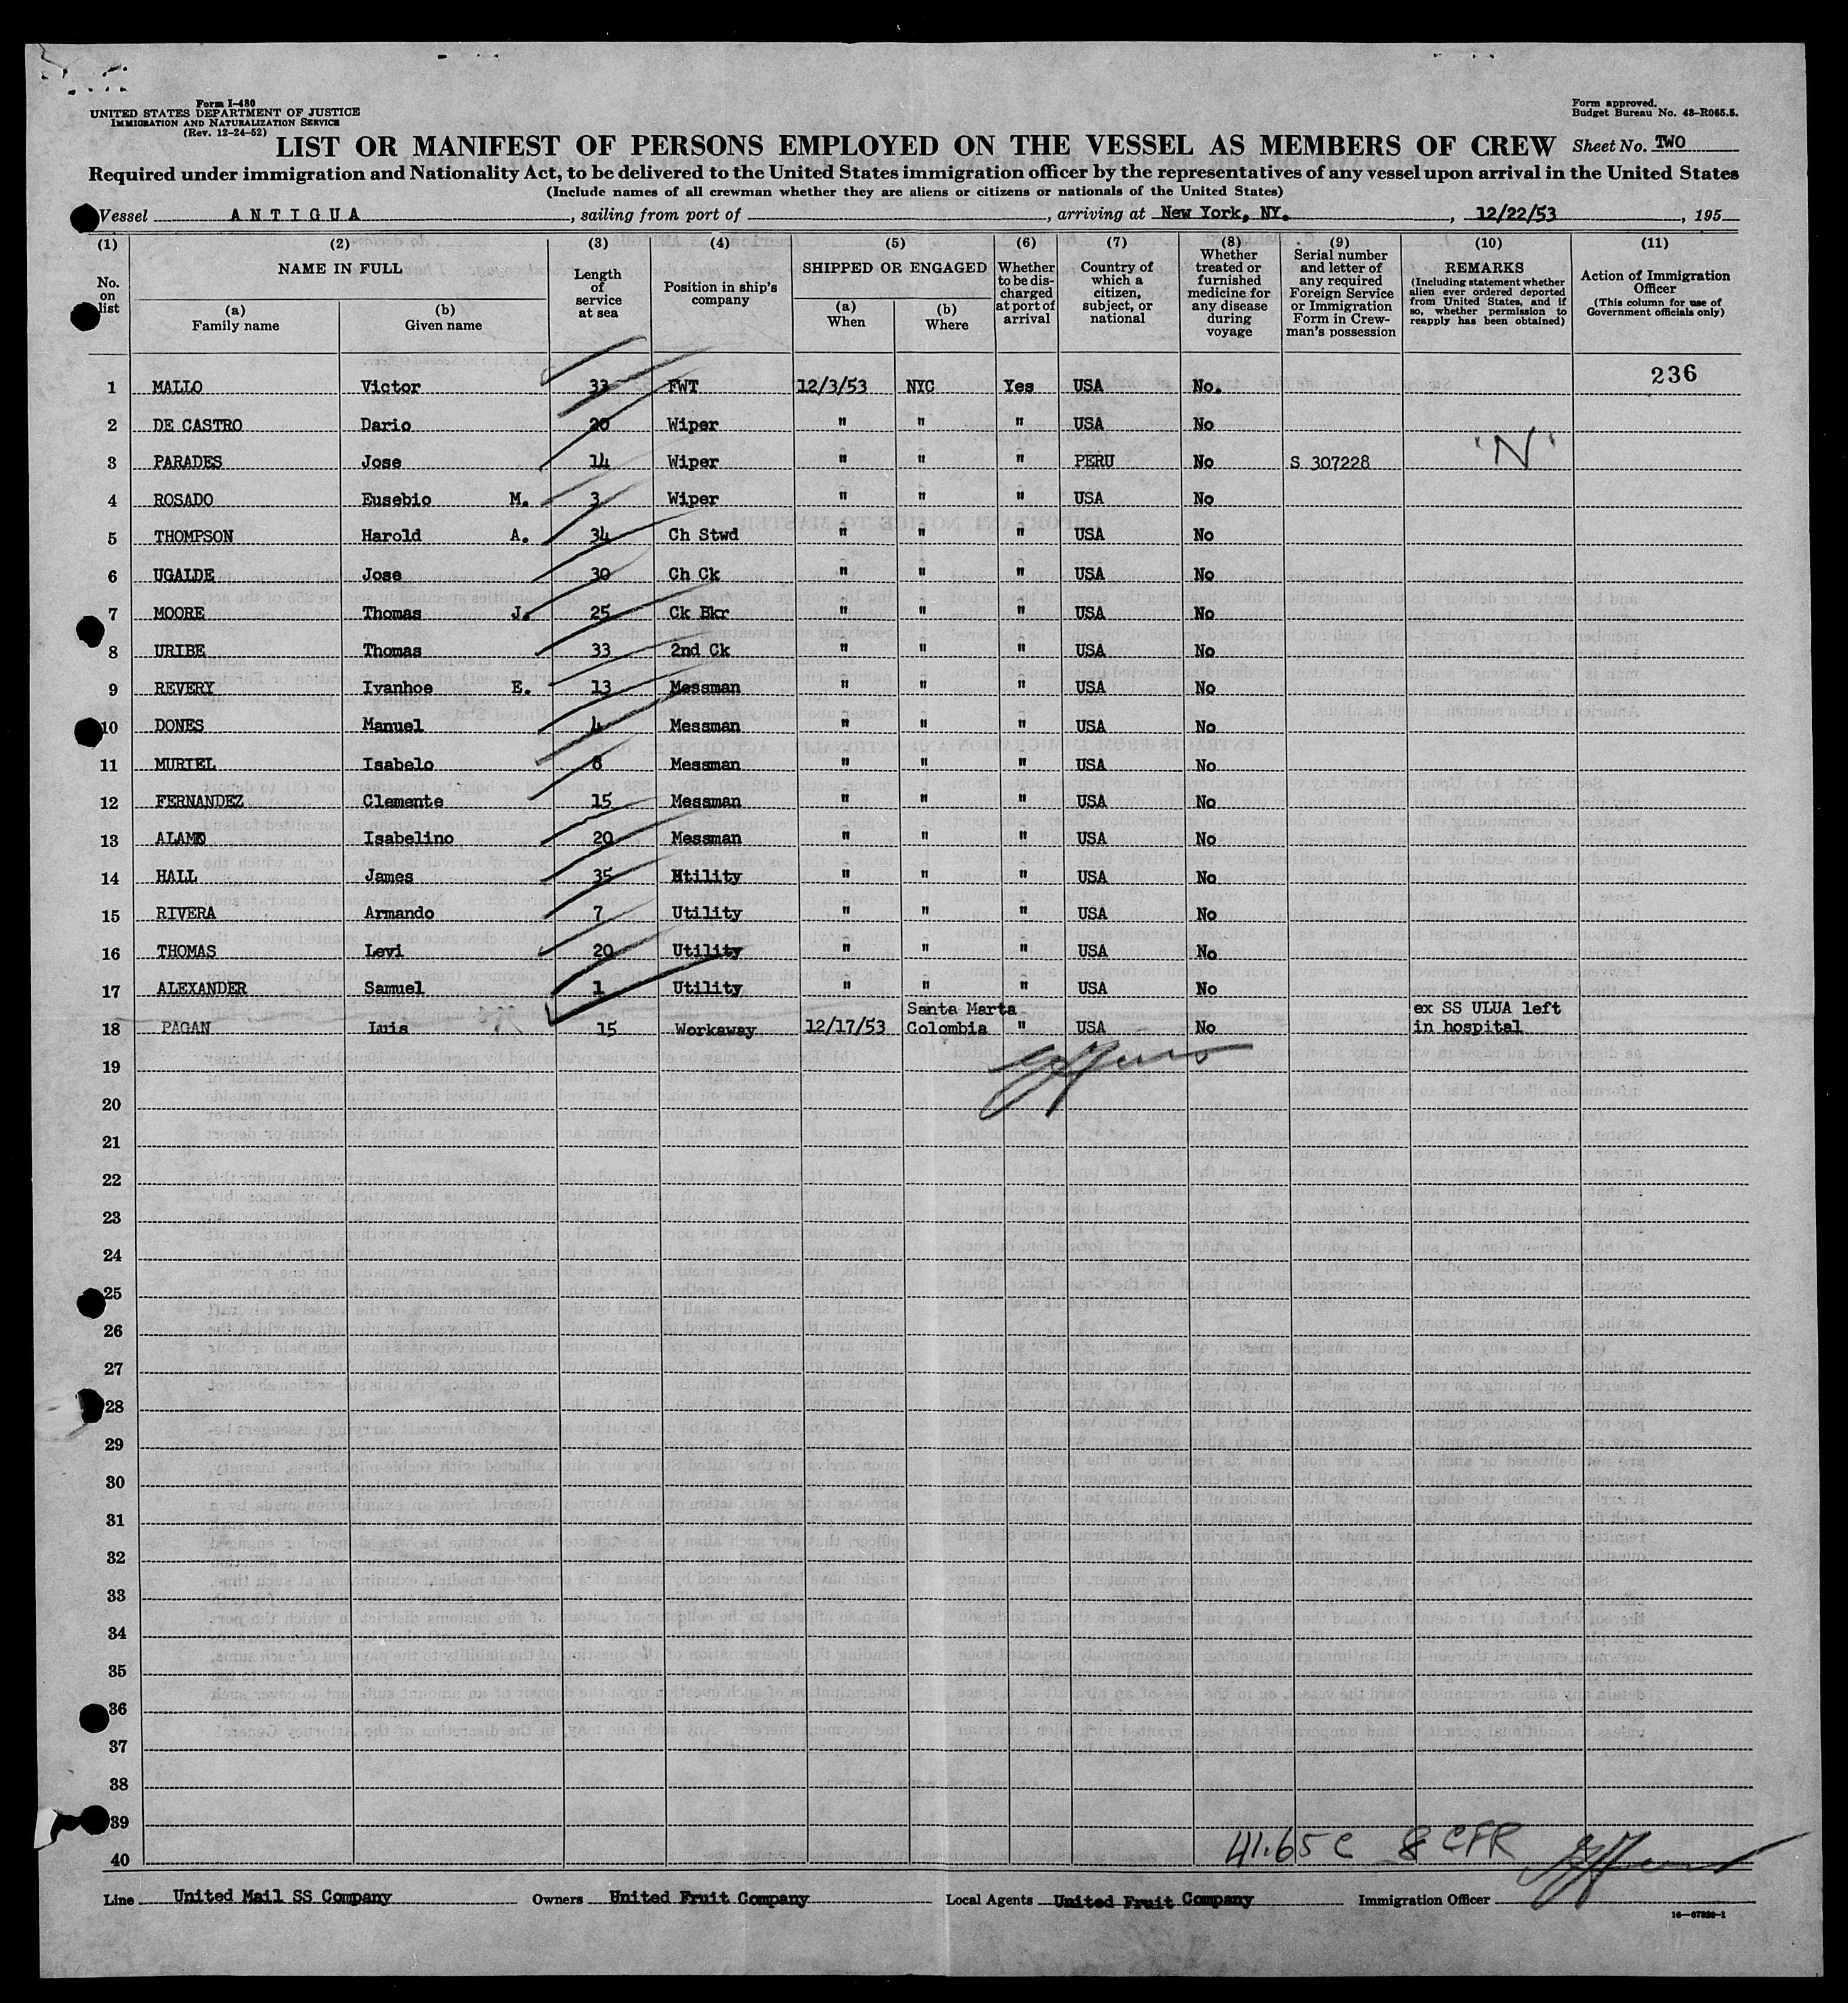 Form I-480
UNITED STATES DEPARTMENT OF JUSTICE
IMMIGRATION AND NATURALIZATION SERVICE
(Rev. 12-24-52)
Form approved.
Budget Bureau No. 43-R065.5.
LIST OR MANIFEST OF PERSONS EMPLOYED ON THE VESSEL AS MEMBERS OF CREW Sheet No. TWO
Required under immigration and Nationality Act, to be delivered to the United States immigration officer by the representatives of any vessel upon arrival in the United States
(Include names of all crewman whether they are aliens or citizens or nationals of the United States)
Vessel ANTIGUA, sailing from port of , arriving at New York, NY. , 12/22/53 , 195
(1) (2) (3) (4) (5) (6) (7) (8) (9) (10) (11)
No. on list
NAME IN FULL
(a) Family name
(b) Given name
Length of service at sea
Position in ship's company
SHIPPED OR ENGAGED
(a) When
(b) Where
Whether to be discharged at port of arrival
Country of which a citizen, subject, or national
Whether treated or furnished medicine for any disease during voyage
Serial number and letter of any required Foreign Service or Immigration Form in Crewman's possession
REMARKS
(Including statement whether alien ever ordered deported from United States, and if so, whether permission to reapply has been obtained)
Action of Immigration Officer
(This column for use of Government officials only)
236
1 MALLO Victor 33 FWT 12/3/53 NYC Yes USA No.
2 DE CASTRO Dario 20 Wiper " " " USA No
3 PARADES Jose 14 Wiper " " " PERU No S 307228 'N'
4 ROSADO Eusebio M. 3 Wiper " " " USA No
5 THOMPSON Harold A. 34 Ch Stwd " " " USA No
6 UGALDE Jose 30 Ch Ck " " " USA No
7 MOORE Thomas J. 25 Ck Bkr " " " USA No
8 URIBE Thomas 33 2nd Ck " " " USA No
9 REVERY Ivanhoe E. 13 Messman " " " USA No
10 DONES Manuel 4 Messman " " " USA No
11 MURIEL Isabelo 8 Messman " " " USA No
12 FERNANDEZ Clemente 15 Messman " " " USA No
13 ALAMO Isabelino 20 Messman " " " USA No
14 HALL James 35 Utility " " " USA No
15 RIVERA Armando 7 Utility " " " USA No
16 THOMAS Levi 20 Utility " " " USA No
17 ALEXANDER Samuel 1 Utility " " " USA No
18 PAGAN Luis 15 Workaway 12/17/53 Santa Marta Colombia " USA No ex SS ULUA left in hospital
19
20
21
22
23
24
25
26
27
28
29
30
31
32
33
34
35
36
37
38
39
40
41.65 C 8 CFR
Line United Mail SS Company Owners United Fruit Company Local Agents United Fruit Company Immigration Officer